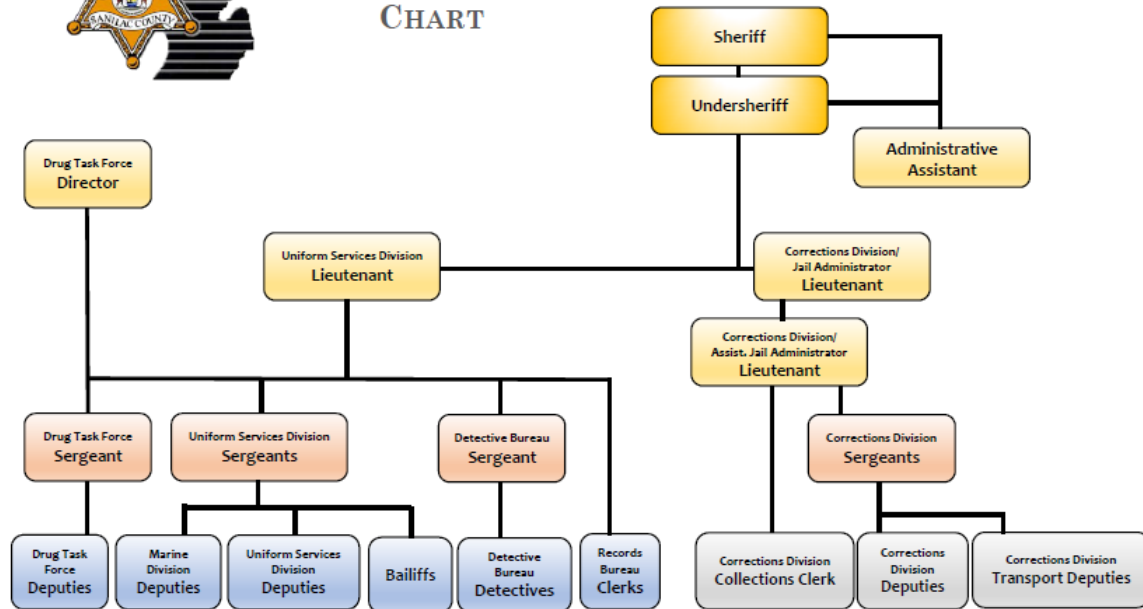 SANILAC COUNTY
CHART
Sheriff
Undersheriff
Administrative
Assistant
Drug Task Force
Director
Uniform Services Division
Lieutenant
Corrections Division/
Jail Administrator
Lieutenant
Corrections Division/
Assist. Jail Administrator
Lieutenant
Drug Task Force
Sergeant
Uniform Services Division
Sergeants
Detective Bureau
Sergeant
Corrections Division
Sergeants
Drug Task
Force
Deputies
Marine
Division
Deputies
Uniform Services
Division
Deputies
Bailiffs
Detective
Bureau
Detectives
Records
Bureau
Clerks
Corrections Division
Collections Clerk
Corrections
Division
Deputies
Corrections Division
Transport Deputies